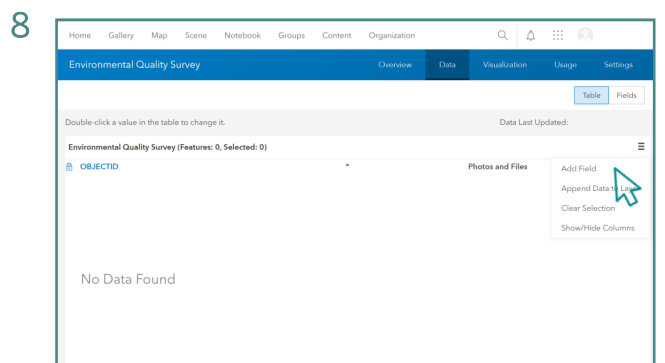 8
Home Gallery Map Scene Notebook Groups Content Organization
Environmental Quality Survey Overview Data Visualization Usage Settings
Table Fields
Double-click a value in the table to change it. Data Last Updated:
Environmental Quality Survey (Features: 0, Selected: 0)
OBJECTID Photos and Files
Add Field
Append Data to Layer
Clear Selection
Show/Hide Columns
No Data Found